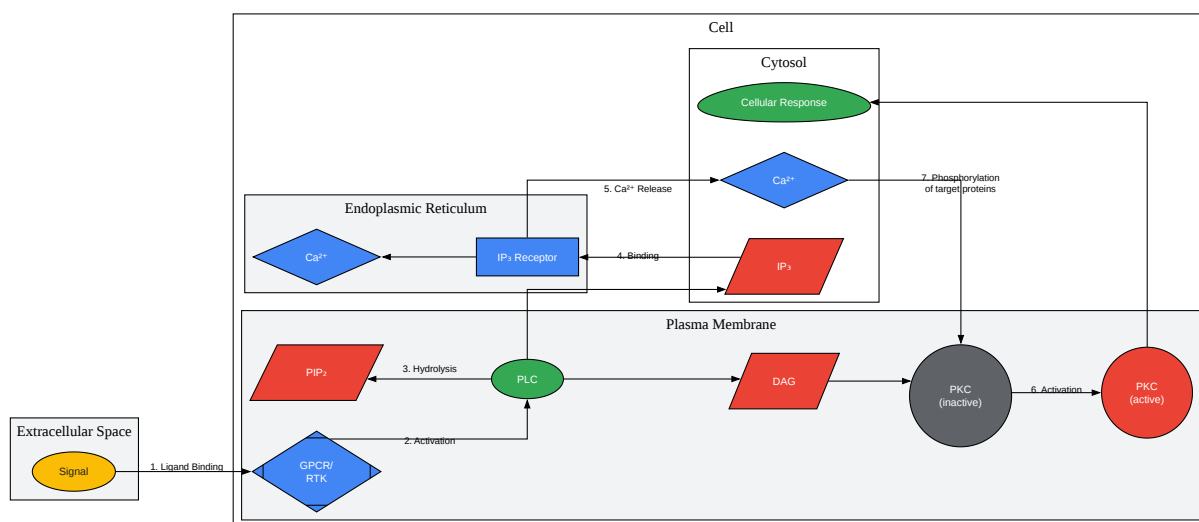 Cell
Cytosol
Cellular Response
Ca²⁺
7. Phosphorylation
of target proteins
5. Ca²⁺ Release
Endoplasmic Reticulum
Ca²⁺
IP₃ Receptor
4. Binding
IP₃
Plasma Membrane
PIP₂
3. Hydrolysis
PLC
DAG
PKC
(inactive)
6. Activation
PKC
(active)
2. Activation
Extracellular Space
Signal
1. Ligand Binding
GPCR/
RTK